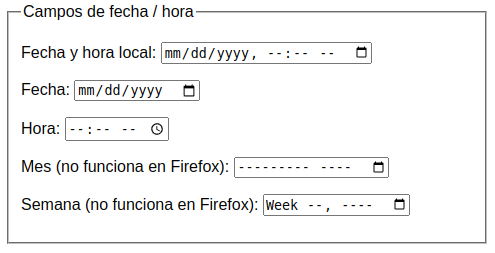 Campos de fecha / hora
Fecha y hora local: mm/dd/yyyy, --:-- --
Fecha: mm/dd/yyyy
Hora: --:-- --
Mes (no funciona en Firefox): --------- ----
Semana (no funciona en Firefox): Week --, ----